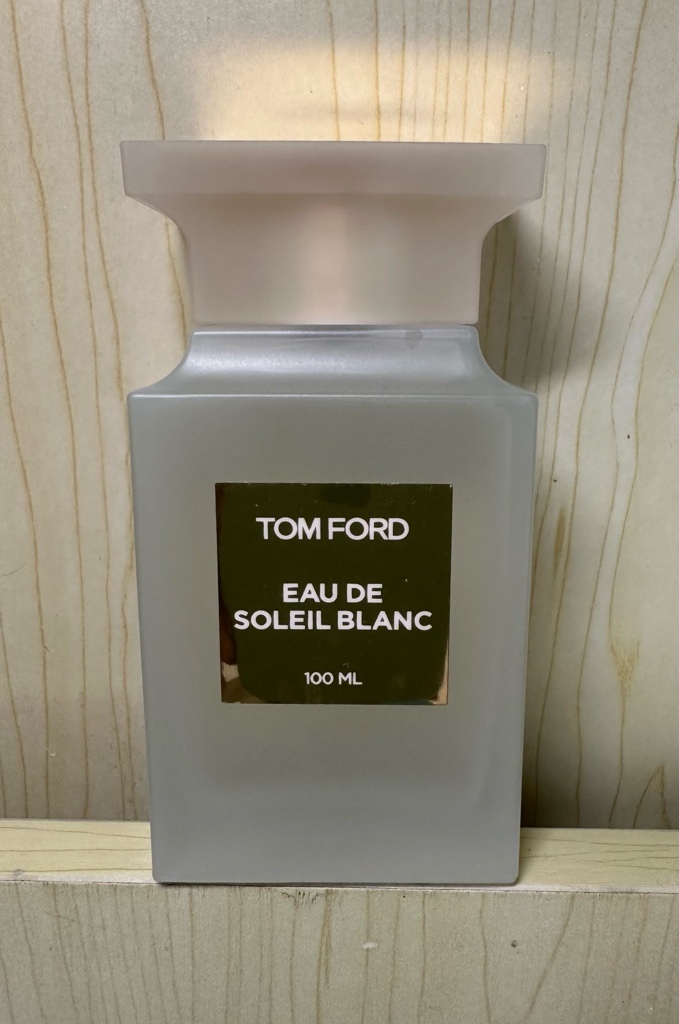 TOM FORD
EAU DE
SOLEIL BLANC
100 ML